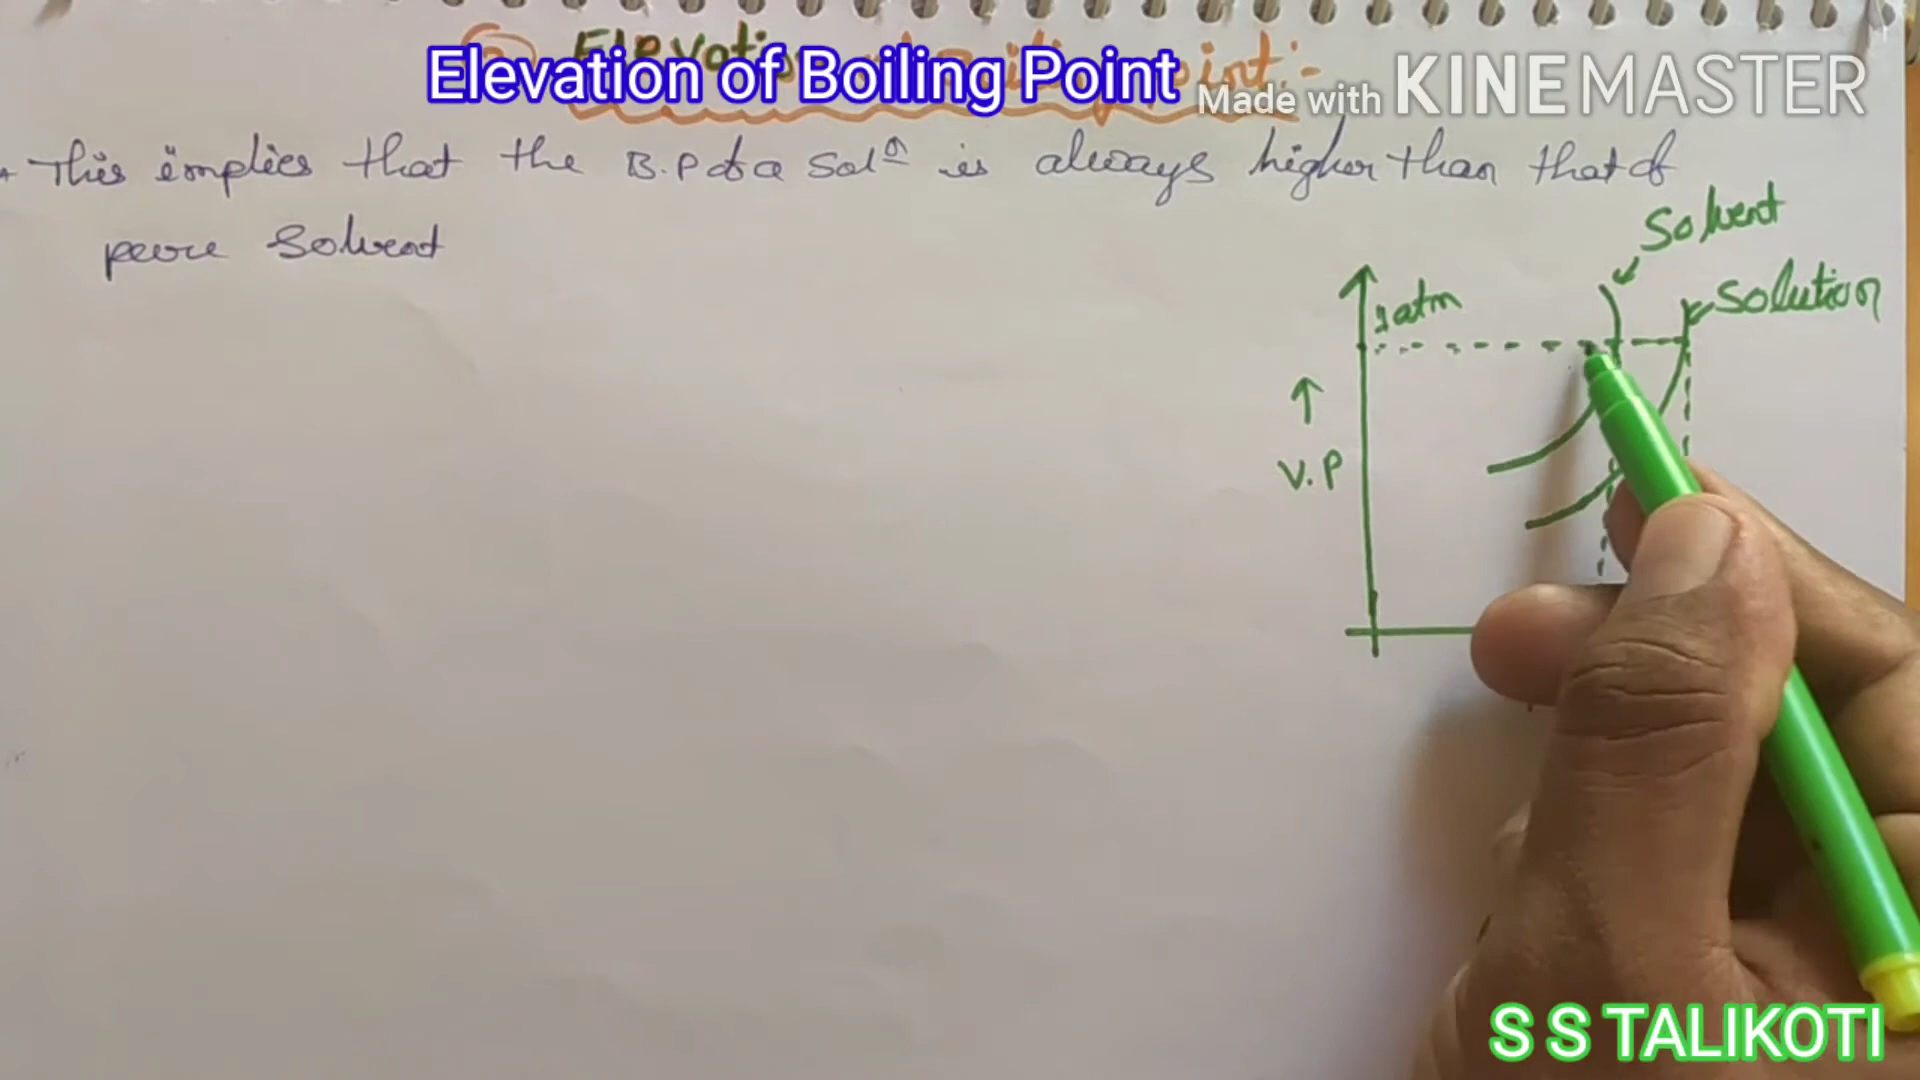 Elevation of Boiling Point
Made with KINEMASTER
This implies that the B.P of a Solⁿ is always higher than that of
pure Solvent
Solvent
Solution
1 atm
↑
V.P
S S TALIKOTI